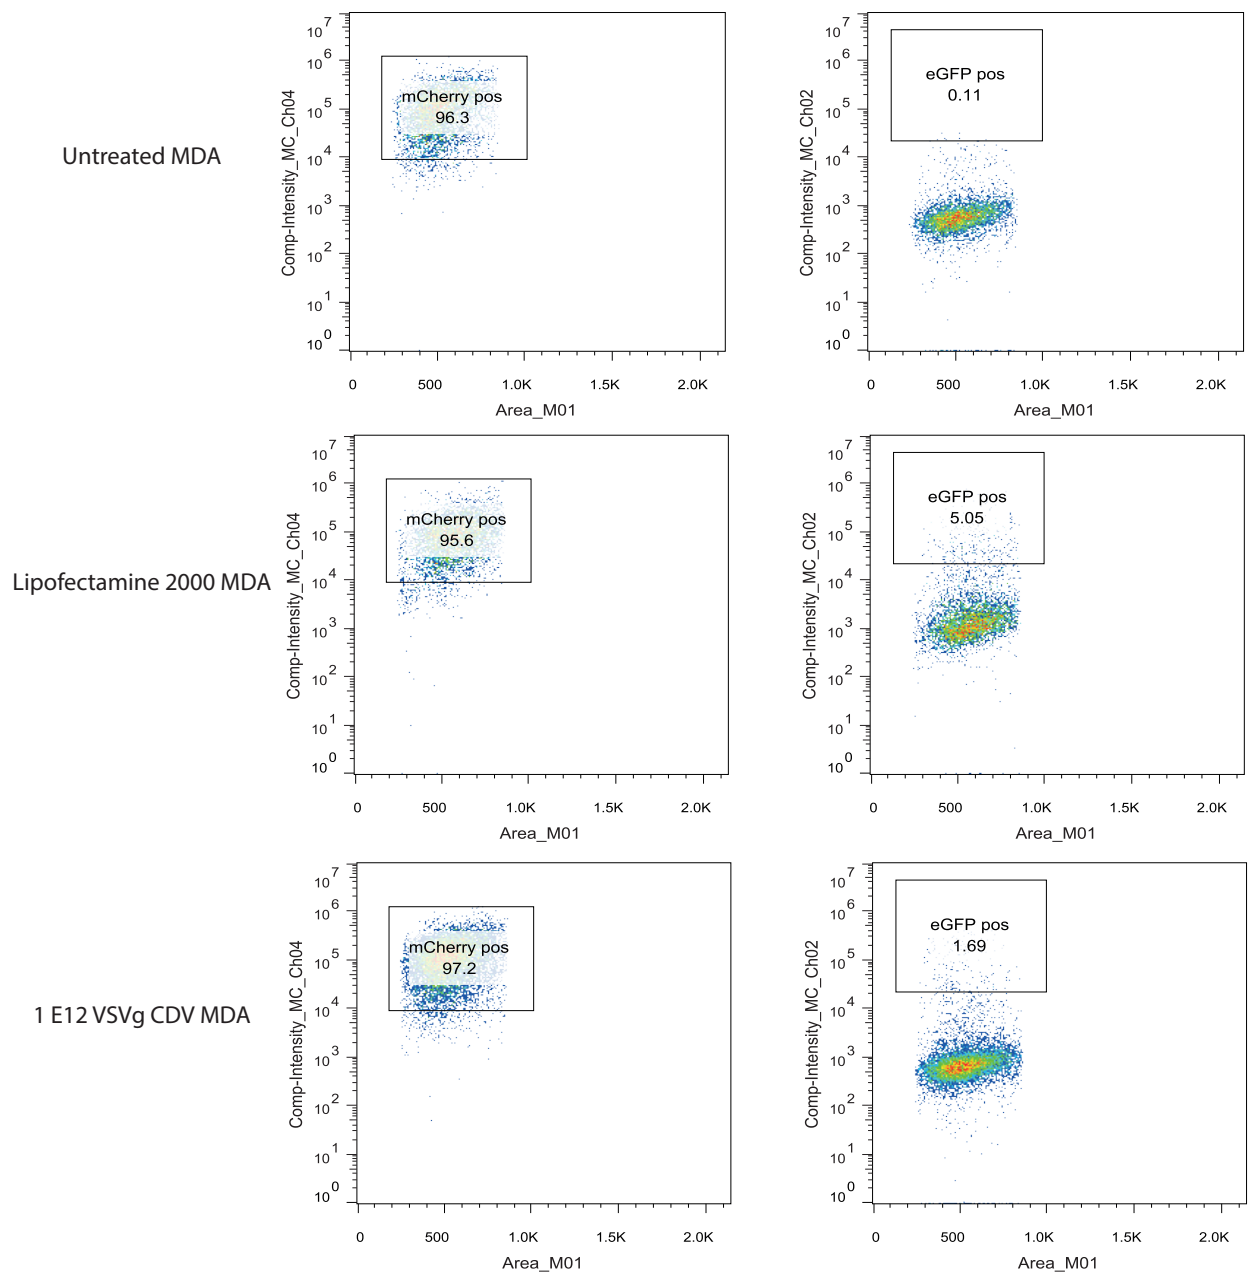 Untreated MDA
Comp-Intensity_MC_Ch04
10^7
10^6
10^5
10^4
10^3
10^2
10^1
10^0
mCherry pos
96.3
0 500 1.0K 1.5K 2.0K
Area_M01
Comp-Intensity_MC_Ch02
10^7
10^6
10^5
10^4
10^3
10^2
10^1
10^0
eGFP pos
0.11
0 500 1.0K 1.5K 2.0K
Area_M01
Lipofectamine 2000 MDA
Comp-Intensity_MC_Ch04
10^7
10^6
10^5
10^4
10^3
10^2
10^1
10^0
mCherry pos
95.6
0 500 1.0K 1.5K 2.0K
Area_M01
Comp-Intensity_MC_Ch02
10^7
10^6
10^5
10^4
10^3
10^2
10^1
10^0
eGFP pos
5.05
0 500 1.0K 1.5K 2.0K
Area_M01
1 E12 VSVg CDV MDA
Comp-Intensity_MC_Ch04
10^7
10^6
10^5
10^4
10^3
10^2
10^1
10^0
mCherry pos
97.2
0 500 1.0K 1.5K 2.0K
Area_M01
Comp-Intensity_MC_Ch02
10^7
10^6
10^5
10^4
10^3
10^2
10^1
10^0
eGFP pos
1.69
0 500 1.0K 1.5K 2.0K
Area_M01